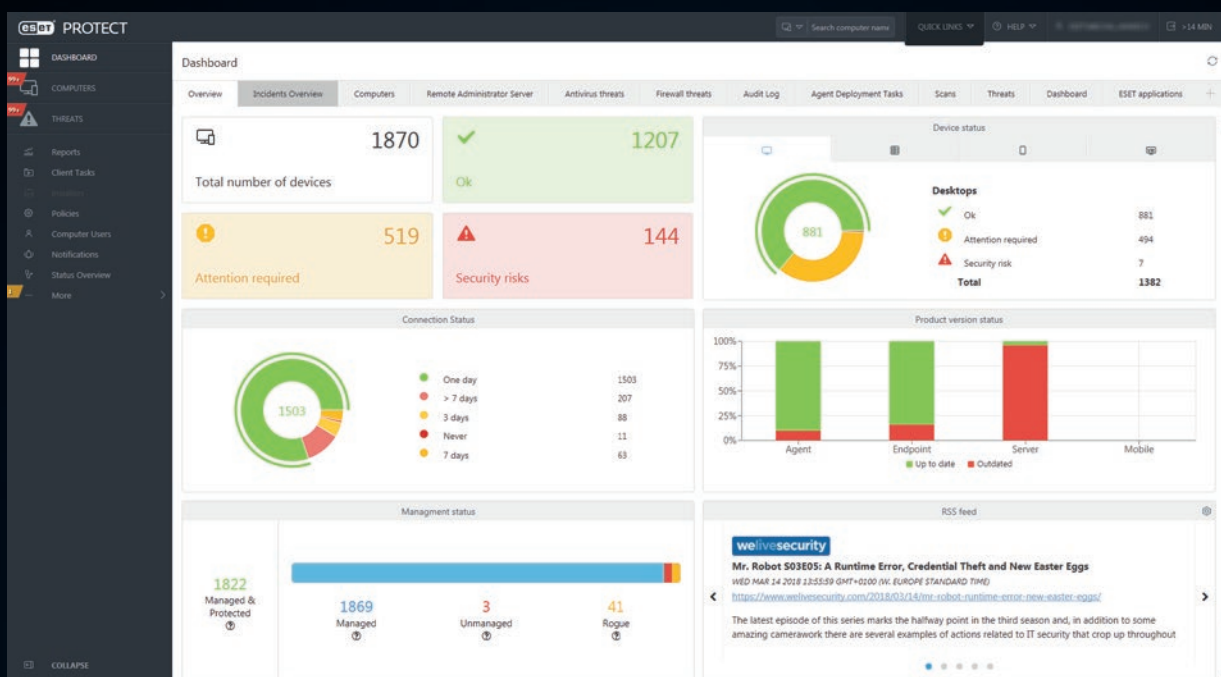 eset PROTECT
Search computer name
QUICK LINKS
HELP
>14 MIN
DASHBOARD
99+
COMPUTERS
99+
THREATS
Reports
Client Tasks
Policies
Computer Users
Notifications
Status Overview
More
COLLAPSE
Dashboard
Overview Incidents Overview Computers Remote Administrator Server Antivirus threats Firewall threats Audit Log Agent Deployment Tasks Scans Threats Dashboard ESET applications
1870
Total number of devices
1207
Ok
519
Attention required
144
Security risks
Device status
881
Desktops
Ok 881
Attention required 494
Security risk 7
Total 1382
Connection Status
1503
One day 1503
> 7 days 207
3 days 88
Never 11
7 days 63
Product version status
100%
75%
50%
25%
0%
Agent Endpoint Server Mobile
Up to date Outdated
Managment status
1822
Managed &
Protected
1869
Managed
3
Unmanaged
41
Rogue
RSS feed
welivesecurity
Mr. Robot S03E05: A Runtime Error, Credential Theft and New Easter Eggs
WED MAR 14 2018 13:55:59 GMT+0100 (W. EUROPE STANDARD TIME)
https://www.welivesecurity.com/2018/03/14/mr-robot-runtime-error-new-easter-eggs/
The latest episode of this series marks the halfway point in the third season and, in addition to some
amazing camerawork there are several examples of actions related to IT security that crop up throughout